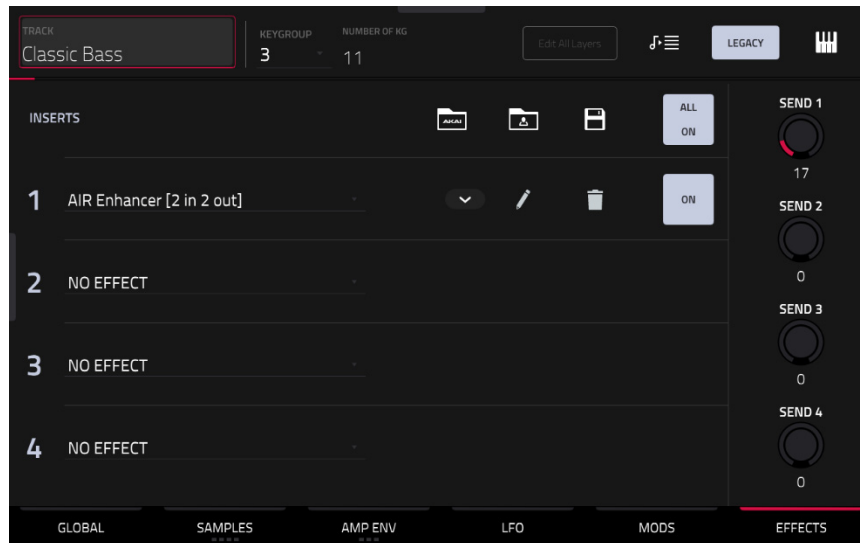 TRACK
Classic Bass
KEYGROUP
3
NUMBER OF KG
11
Edit All Layers
LEGACY
INSERTS
AKAI
ALL
ON
1 AIR Enhancer [2 in 2 out]
ON
2 NO EFFECT
3 NO EFFECT
4 NO EFFECT
SEND 1
17
SEND 2
0
SEND 3
0
SEND 4
0
GLOBAL SAMPLES AMP ENV LFO MODS EFFECTS